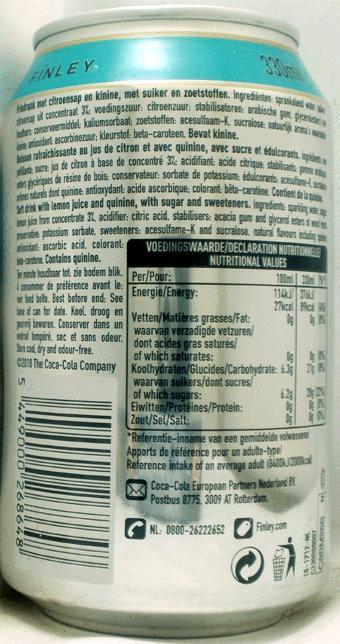 FINLEY 330ml
Frisdrank met citroensap en kinine, met suiker en zoetstoffen. Ingrediënten: sprankelend water,
citroensap uit concentraat 3%, voedingszuur: citroenzuur; stabilisatoren: arabische gom,
conserveermiddel: kaliumsorbaat; zoetstoffen: acesulfaam-K, sucralose; natuurlijk aroma's
antioxidant: ascorbinezuur; kleurstof: beta-caroteen. Bevat kinine.
Boisson rafraîchissante au jus de citron et avec quinine, avec sucre et édulcorants.
sucre; jus de citron à base de concentré 3%; acidifiant: acide citrique; stabilisants: gomme
esters glycériques de résine de bois; conservateur: sorbate de potassium; édulcorants: acésulfame-K,
arômes naturels dont quinine; antioxydant: acide ascorbique; colorant: bêta-carotène. Contient de la quinine.
Soft drink with lemon juice and quinine, with sugar and sweeteners. Ingredients: sparkling water,
lemon juice from concentrate 3%, acidifier: citric acid, stabilisers: acacia gum and glycerol esters of wood
preservative: potassium sorbate, sweeteners: acesulfame-K and sucralose, natural flavours including
antioxidant: ascorbic acid, colorant:
beta-carotene. Contains quinine.
Ten minste houdbaar tot: zie bodem blik.
À consommer de préférence avant le:
voir fond boîte. Best before end: See
base of can for date. Koel, droog en
geurvrij bewaren. Conserver dans un
endroit tempéré, sec et sans odeur.
Store cool, dry and odour-free.
©2018 The Coca-Cola Company
VOEDINGSWAARDE/DECLARATION NUTRITIONNELLE
NUTRITIONAL VALUES
Per/Pour: 100ml 330ml
Energie/Energy: 114kJ/ 376kJ/
27kcal 89kcal
Vetten/Matières grasses/Fat: 0g 0g
waarvan verzadigde vetzuren/
dont acides gras saturés/
of which saturates: 0g 0g
Koolhydraten/Glucides/Carbohydrate: 6.3g 21g
waarvan suikers/dont sucres/
of which sugars: 6.2g 20g
Eiwitten/Protéines/Protein: 0g 0g
Zout/Sel/Salt: 0g 0g
*Referentie-inname van een gemiddelde volwassene
Apports de référence pour un adulte-type/
Reference intake of an average adult (8400kJ/2000kcal)
Coca-Cola European Partners Nederland BV.
Postbus 8775, 3009 AT Rotterdam.
NL: 0800-26222652 Finley.com
5 449000 268648